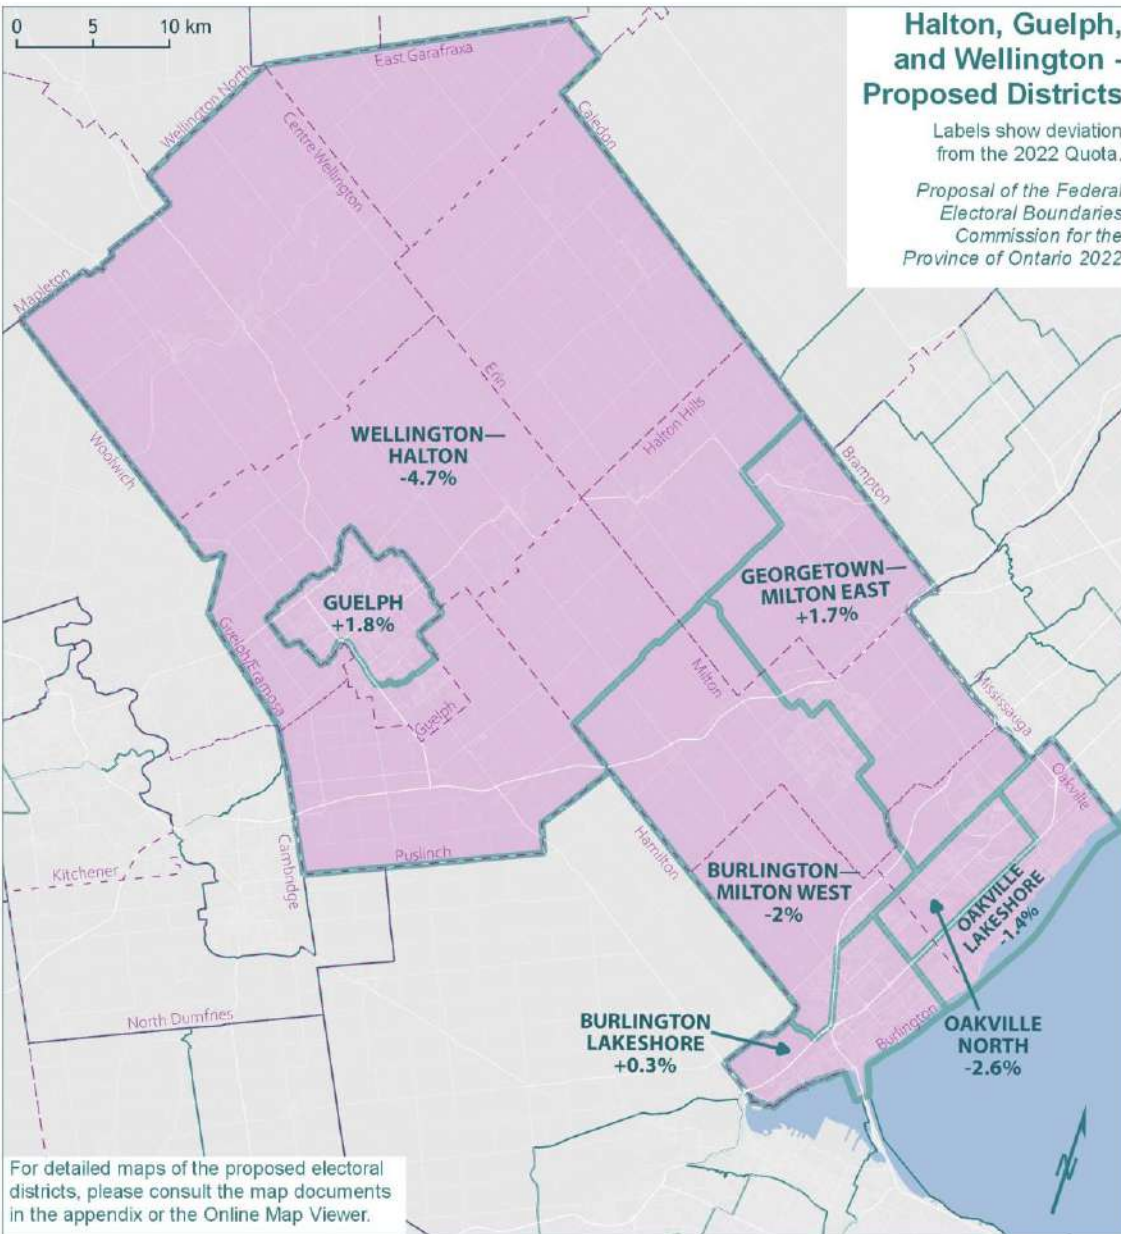 0 5 10 km
Halton, Guelph,
and Wellington -
Proposed Districts
Labels show deviation
from the 2022 Quota.
Proposal of the Federal
Electoral Boundaries
Commission for the
Province of Ontario 2022
East Garafraxa
Wellington North
Centre Wellington
Caledon
Mapleton
Erin
Woolwich
Halton Hills
WELLINGTON—
HALTON
-4.7%
Brampton
GEORGETOWN—
MILTON EAST
+1.7%
GUELPH
+1.8%
Guelph/Eramosa
Milton
Guelph
Mississauga
Oakville
Hamilton
Puslinch
Cambridge
Kitchener
BURLINGTON—
MILTON WEST
-2%
OAKVILLE
LAKESHORE
-1.4%
North Dumfries
BURLINGTON
LAKESHORE
+0.3%
Burlington
OAKVILLE
NORTH
-2.6%
N
For detailed maps of the proposed electoral
districts, please consult the map documents
in the appendix or the Online Map Viewer.